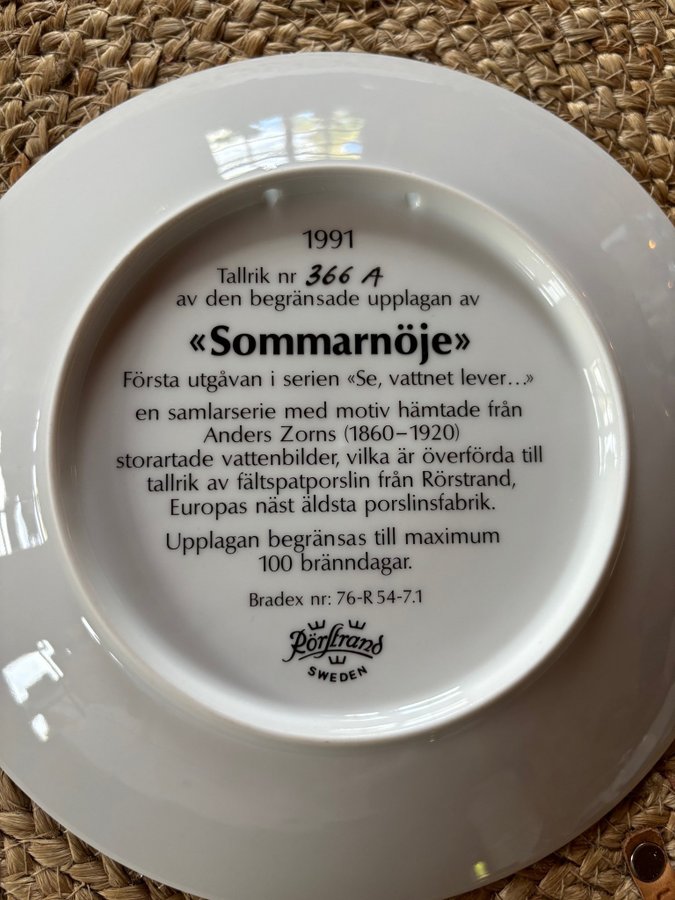 1991
Tallrik nr 366 A
av den begränsade upplagan av
«Sommarnöje»
Första utgåvan i serien «Se, vattnet lever...»
en samlarserie med motiv hämtade från
Anders Zorns (1860–1920)
storartade vattenbilder, vilka är överförda till
tallrik av fältspatporslin från Rörstrand,
Europas näst äldsta porslinsfabrik.
Upplagan begränsas till maximum
100 bränndagar.
Bradex nr: 76-R 54-7.1
Rörstrand
SWEDEN